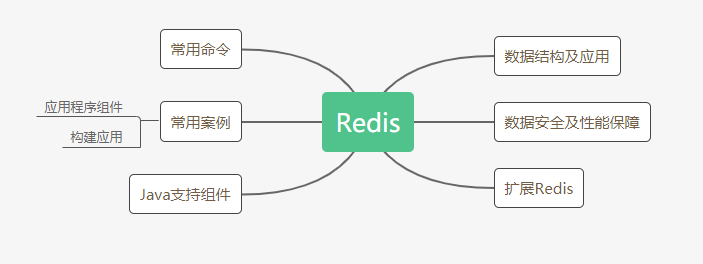 常用命令
数据结构及应用
应用程序组件
常用案例
Redis
数据安全及性能保障
构建应用
Java支持组件
扩展Redis